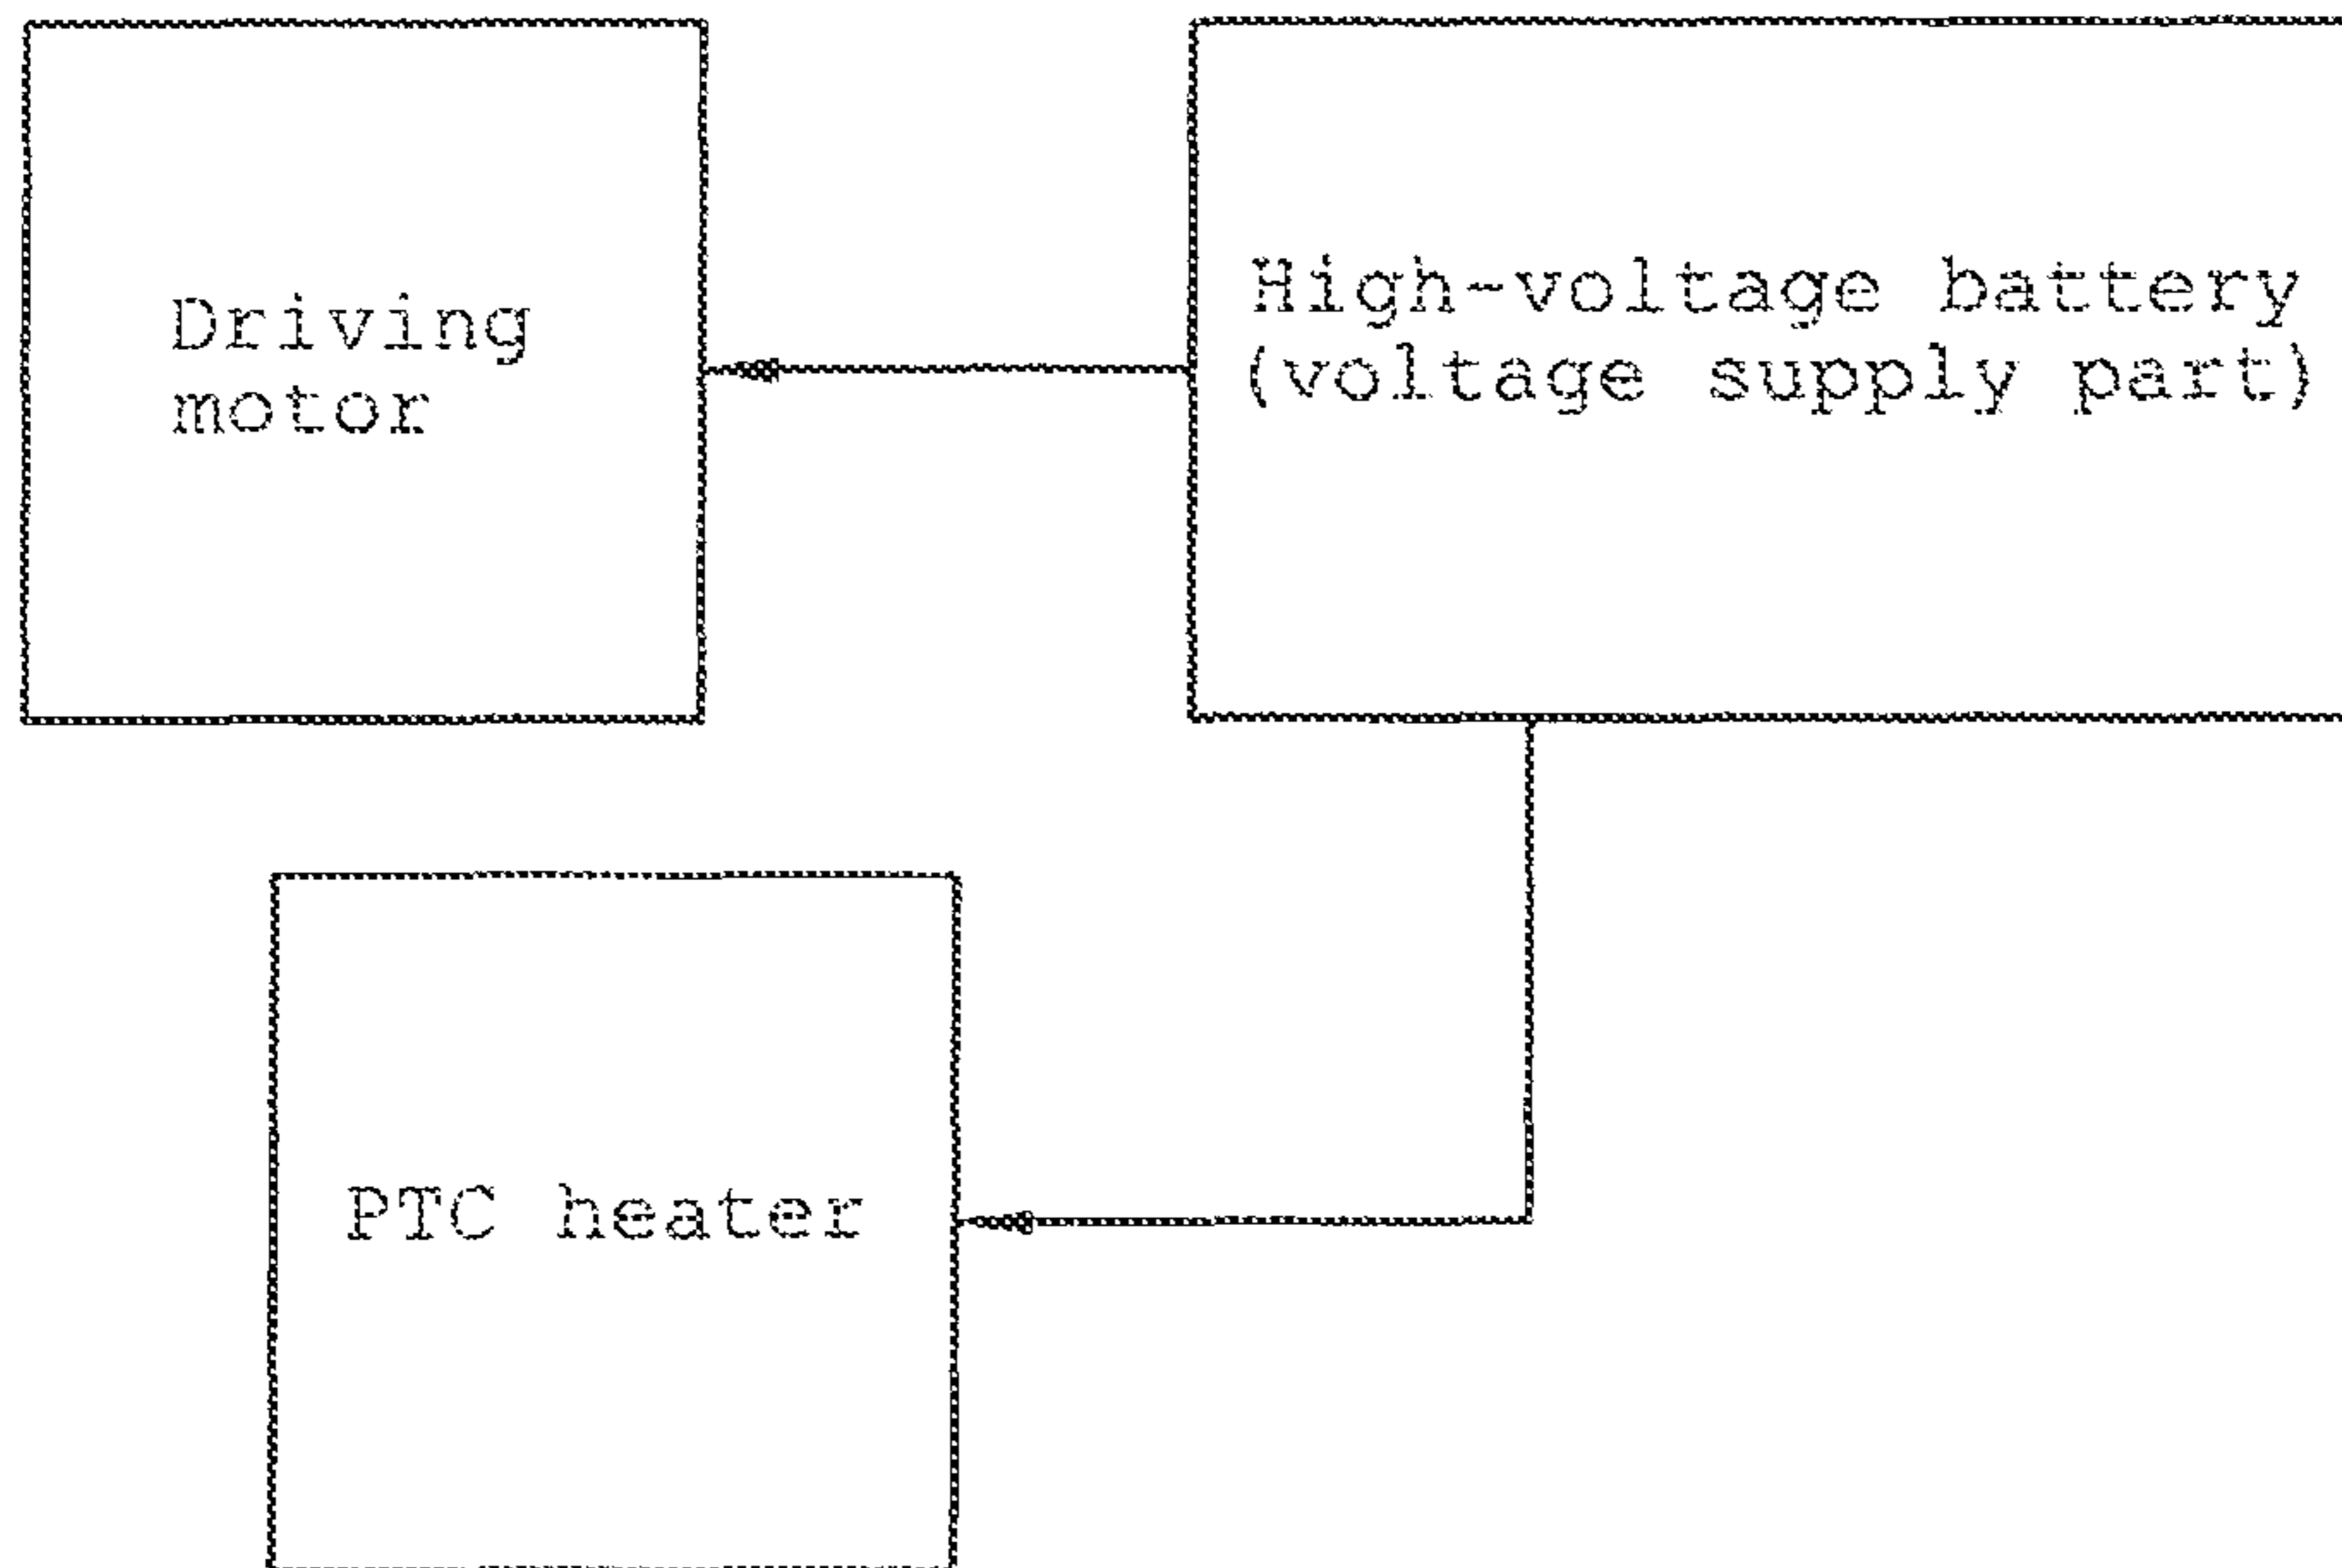 Driving
motor
High-voltage battery
(voltage supply part)
PTC heater